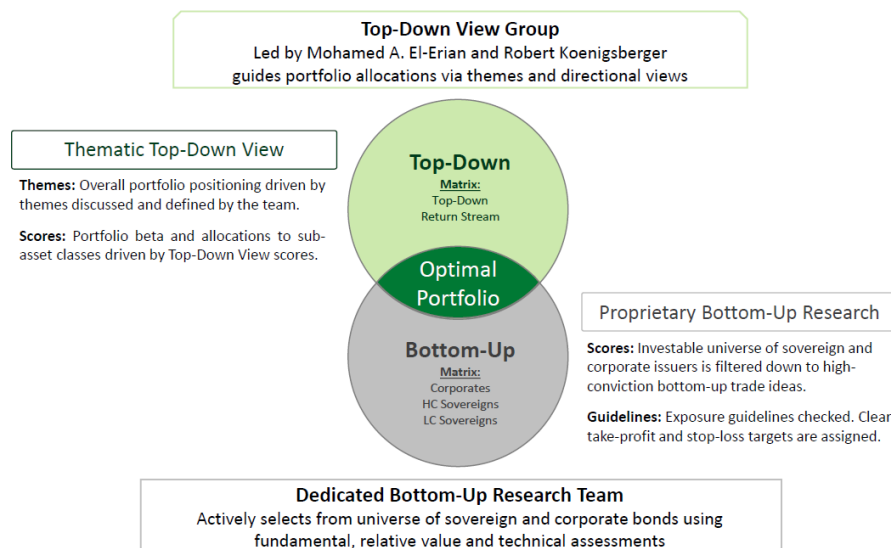 Top-Down View Group
Led by Mohamed A. El-Erian and Robert Koenigsberger
guides portfolio allocations via themes and directional views
Thematic Top-Down View
Themes: Overall portfolio positioning driven by
themes discussed and defined by the team.
Scores: Portfolio beta and allocations to sub-
asset classes driven by Top-Down View scores.
Top-Down
Matrix:
Top-Down
Return Stream
Optimal
Portfolio
Bottom-Up
Matrix:
Corporates
HC Sovereigns
LC Sovereigns
Proprietary Bottom-Up Research
Scores: Investable universe of sovereign and
corporate issuers is filtered down to high-
conviction bottom-up trade ideas.
Guidelines: Exposure guidelines checked. Clear
take-profit and stop-loss targets are assigned.
Dedicated Bottom-Up Research Team
Actively selects from universe of sovereign and corporate bonds using
fundamental, relative value and technical assessments